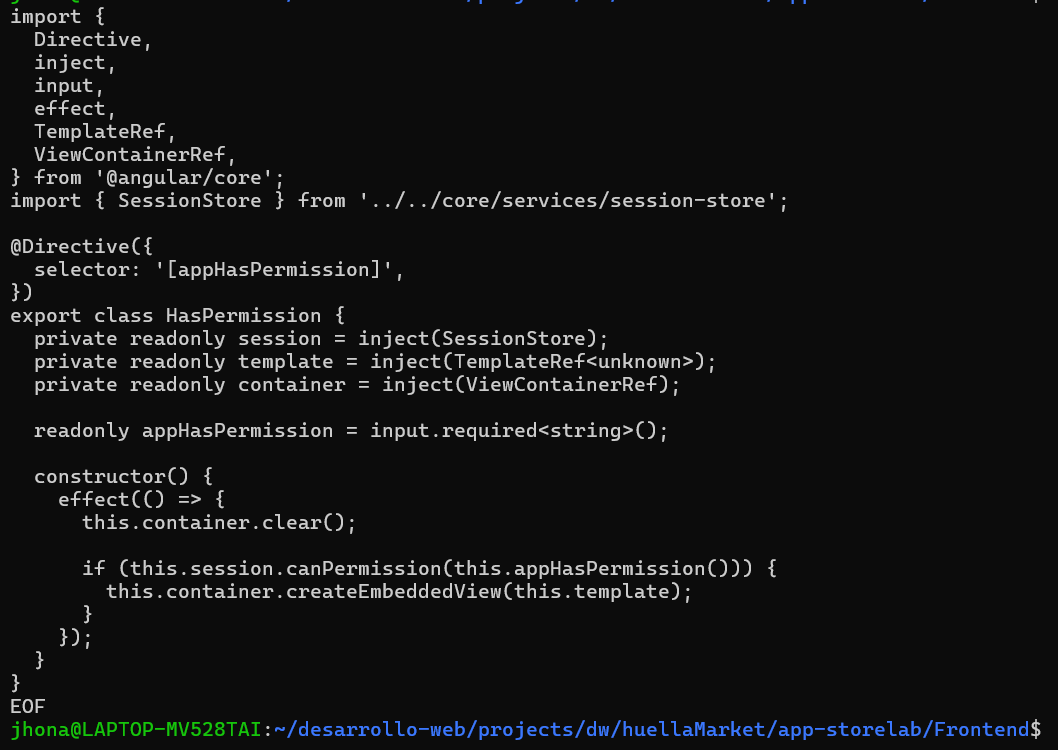 import {
  Directive,
  inject,
  input,
  effect,
  TemplateRef,
  ViewContainerRef,
} from '@angular/core';
import { SessionStore } from '../../core/services/session-store';

@Directive({
  selector: '[appHasPermission]',
})
export class HasPermission {
  private readonly session = inject(SessionStore);
  private readonly template = inject(TemplateRef<unknown>);
  private readonly container = inject(ViewContainerRef);

  readonly appHasPermission = input.required<string>();

  constructor() {
    effect(() => {
      this.container.clear();

      if (this.session.canPermission(this.appHasPermission())) {
        this.container.createEmbeddedView(this.template);
      }
    });
  }
}
EOF
jhona@LAPTOP-MV528TAI:~/desarrollo-web/projects/dw/huellaMarket/app-storelab/Frontend$